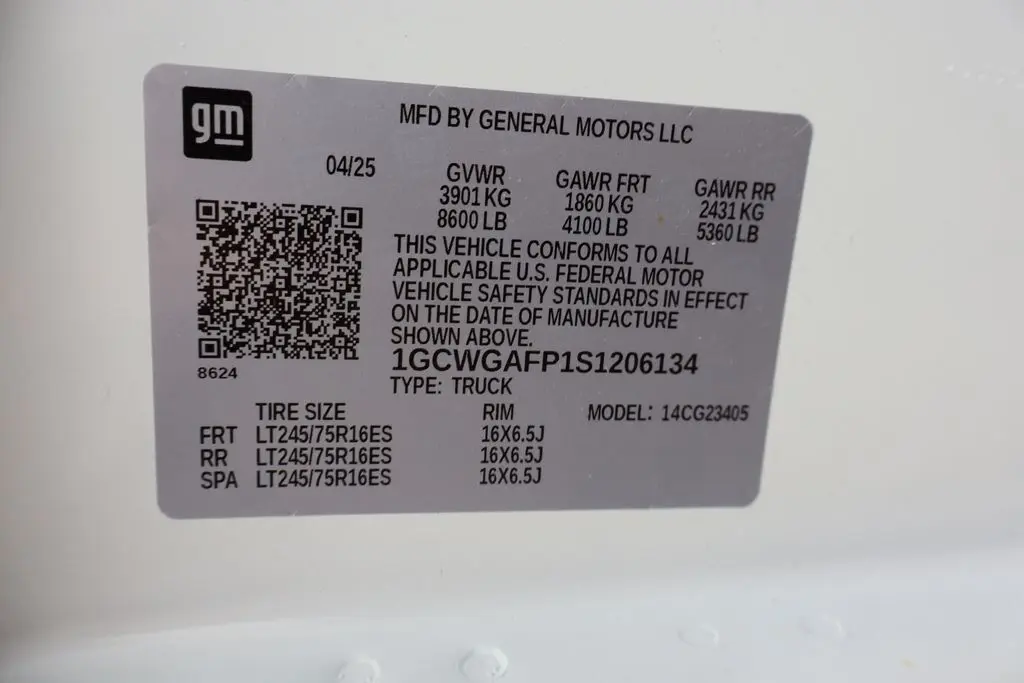 gm
MFD BY GENERAL MOTORS LLC
04/25
GVWR GAWR FRT GAWR RR
3901 KG 1860 KG 2431 KG
8600 LB 4100 LB 5360 LB
THIS VEHICLE CONFORMS TO ALL
APPLICABLE U.S. FEDERAL MOTOR
VEHICLE SAFETY STANDARDS IN EFFECT
ON THE DATE OF MANUFACTURE
SHOWN ABOVE.
1GCWGAFP1S1206134
8624
TYPE: TRUCK
TIRE SIZE RIM MODEL: 14CG23405
FRT LT245/75R16ES 16X6.5J
RR LT245/75R16ES 16X6.5J
SPA LT245/75R16ES 16X6.5J